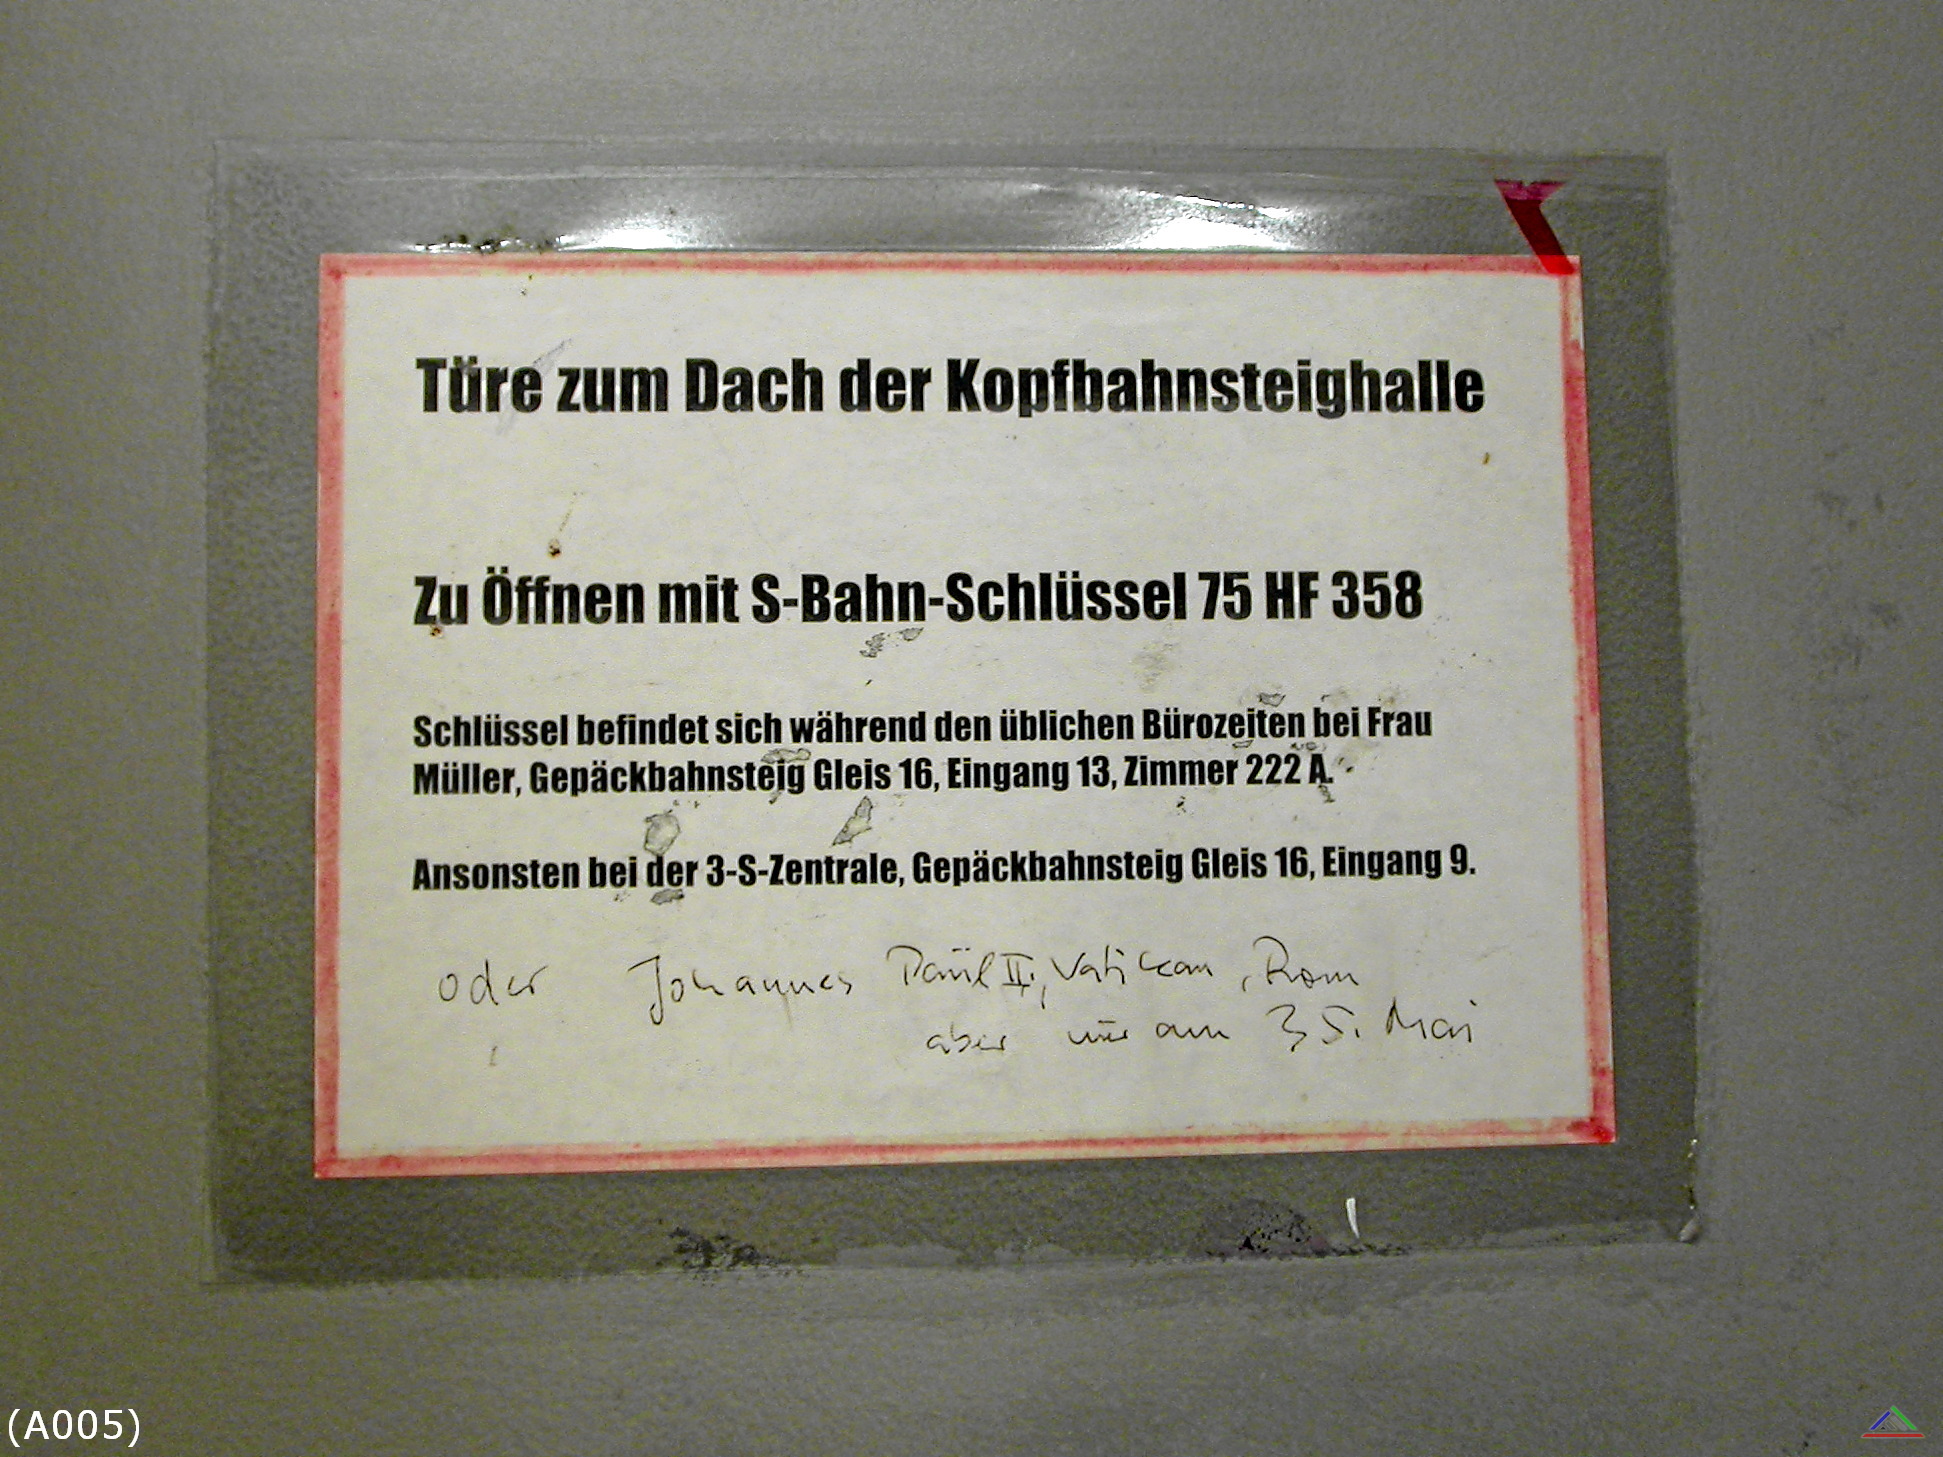 Türe zum Dach der Kopfbahnsteighalle
Zu Öffnen mit S-Bahn-Schlüssel 75 HF 358
Schlüssel befindet sich während den üblichen Bürozeiten bei Frau
Müller, Gepäckbahnsteig Gleis 16, Eingang 13, Zimmer 222 A.
Ansonsten bei der 3-S-Zentrale, Gepäckbahnsteig Gleis 16, Eingang 9.
oder Johannes Paul II., Vatikan, Rom
aber nur am 35. Mai
(A005)